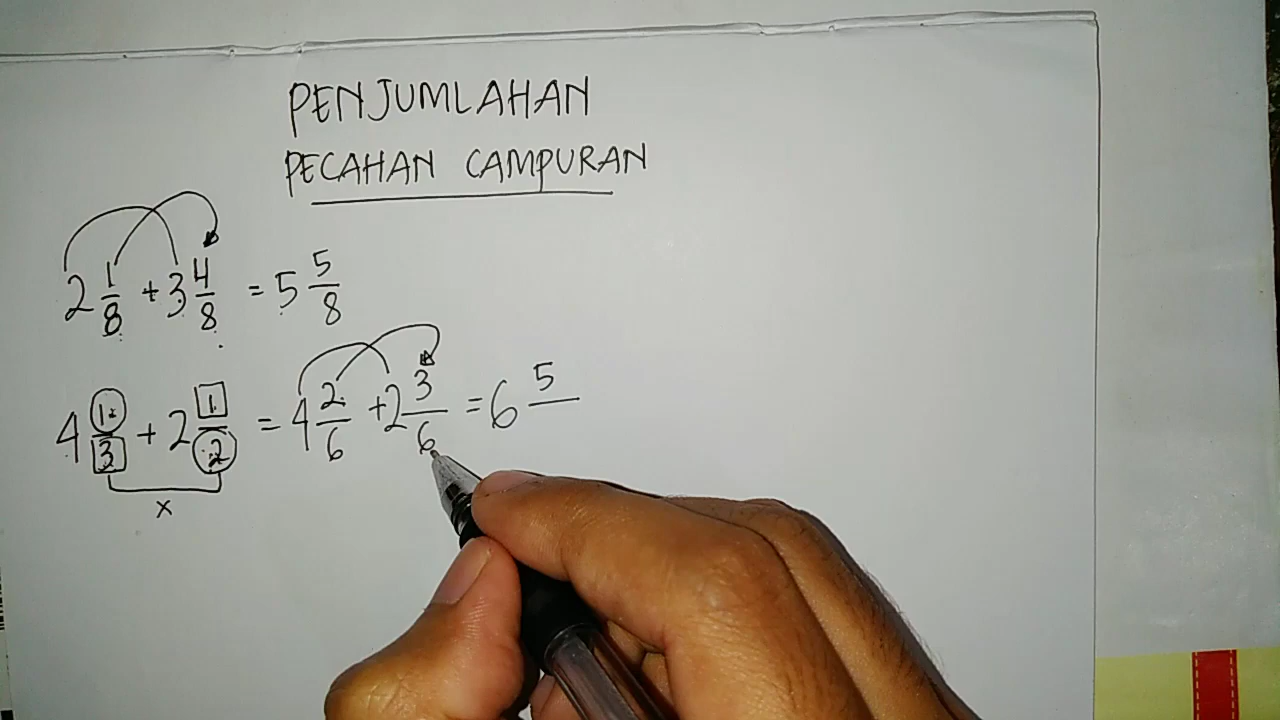 PENJUMLAHAN
PECAHAN CAMPURAN
2 1/8 + 3 4/8 = 5 5/8
4 1/3 + 2 1/2 = 4 2/6 + 2 3/6 = 6 5/
x